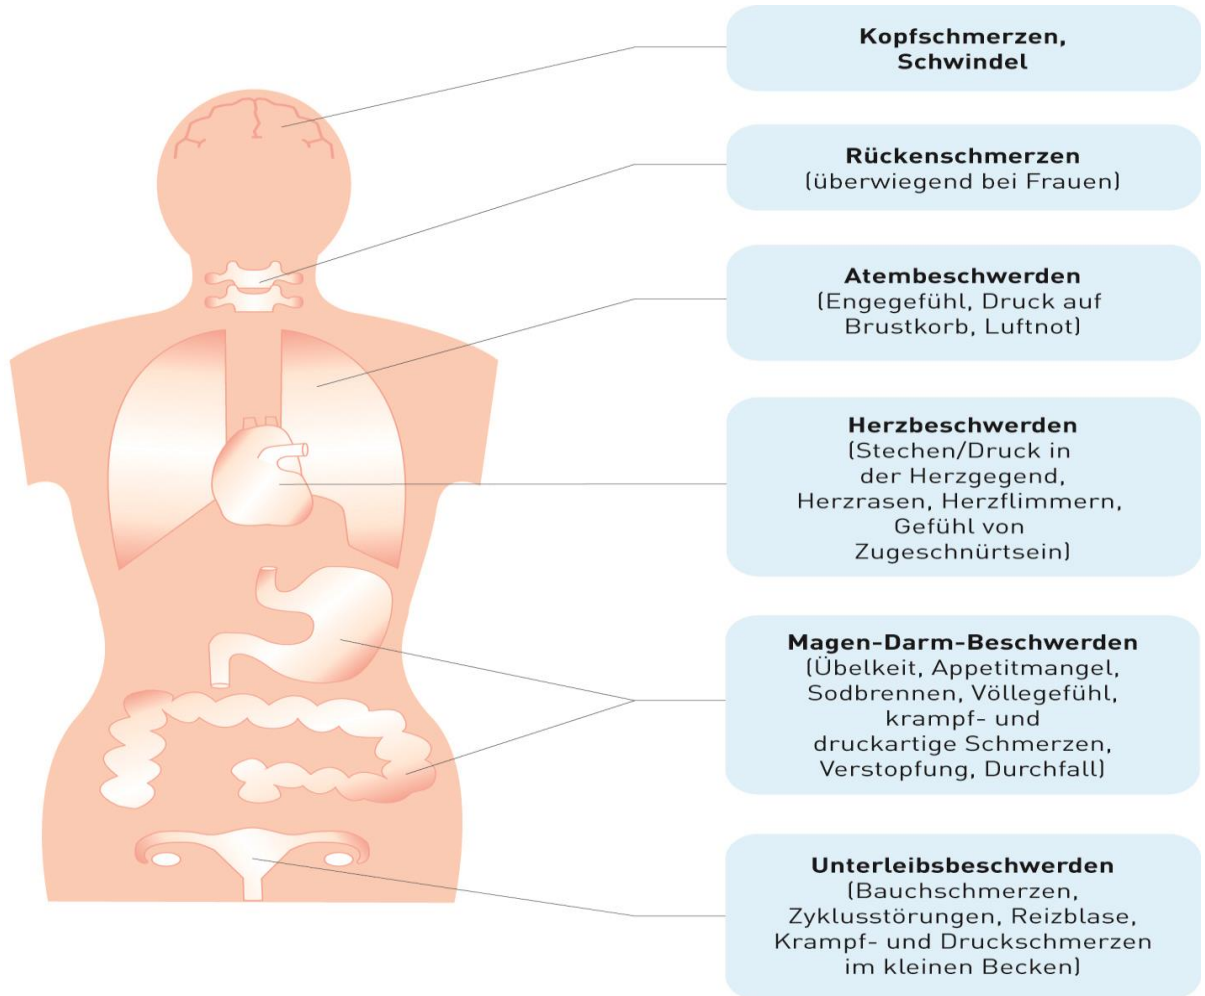 Kopfschmerzen,
Schwindel
Rückenschmerzen
(überwiegend bei Frauen)
Atembeschwerden
(Engegefühl, Druck auf
Brustkorb, Luftnot)
Herzbeschwerden
(Stechen/Druck in
der Herzgegend,
Herzrasen, Herzflimmern,
Gefühl von
Zugeschnürtsein)
Magen-Darm-Beschwerden
(Übelkeit, Appetitmangel,
Sodbrennen, Völlegefühl,
krampf- und
druckartige Schmerzen,
Verstopfung, Durchfall)
Unterleibsbeschwerden
(Bauchschmerzen,
Zyklusstörungen, Reizblase,
Krampf- und Druckschmerzen
im kleinen Becken)